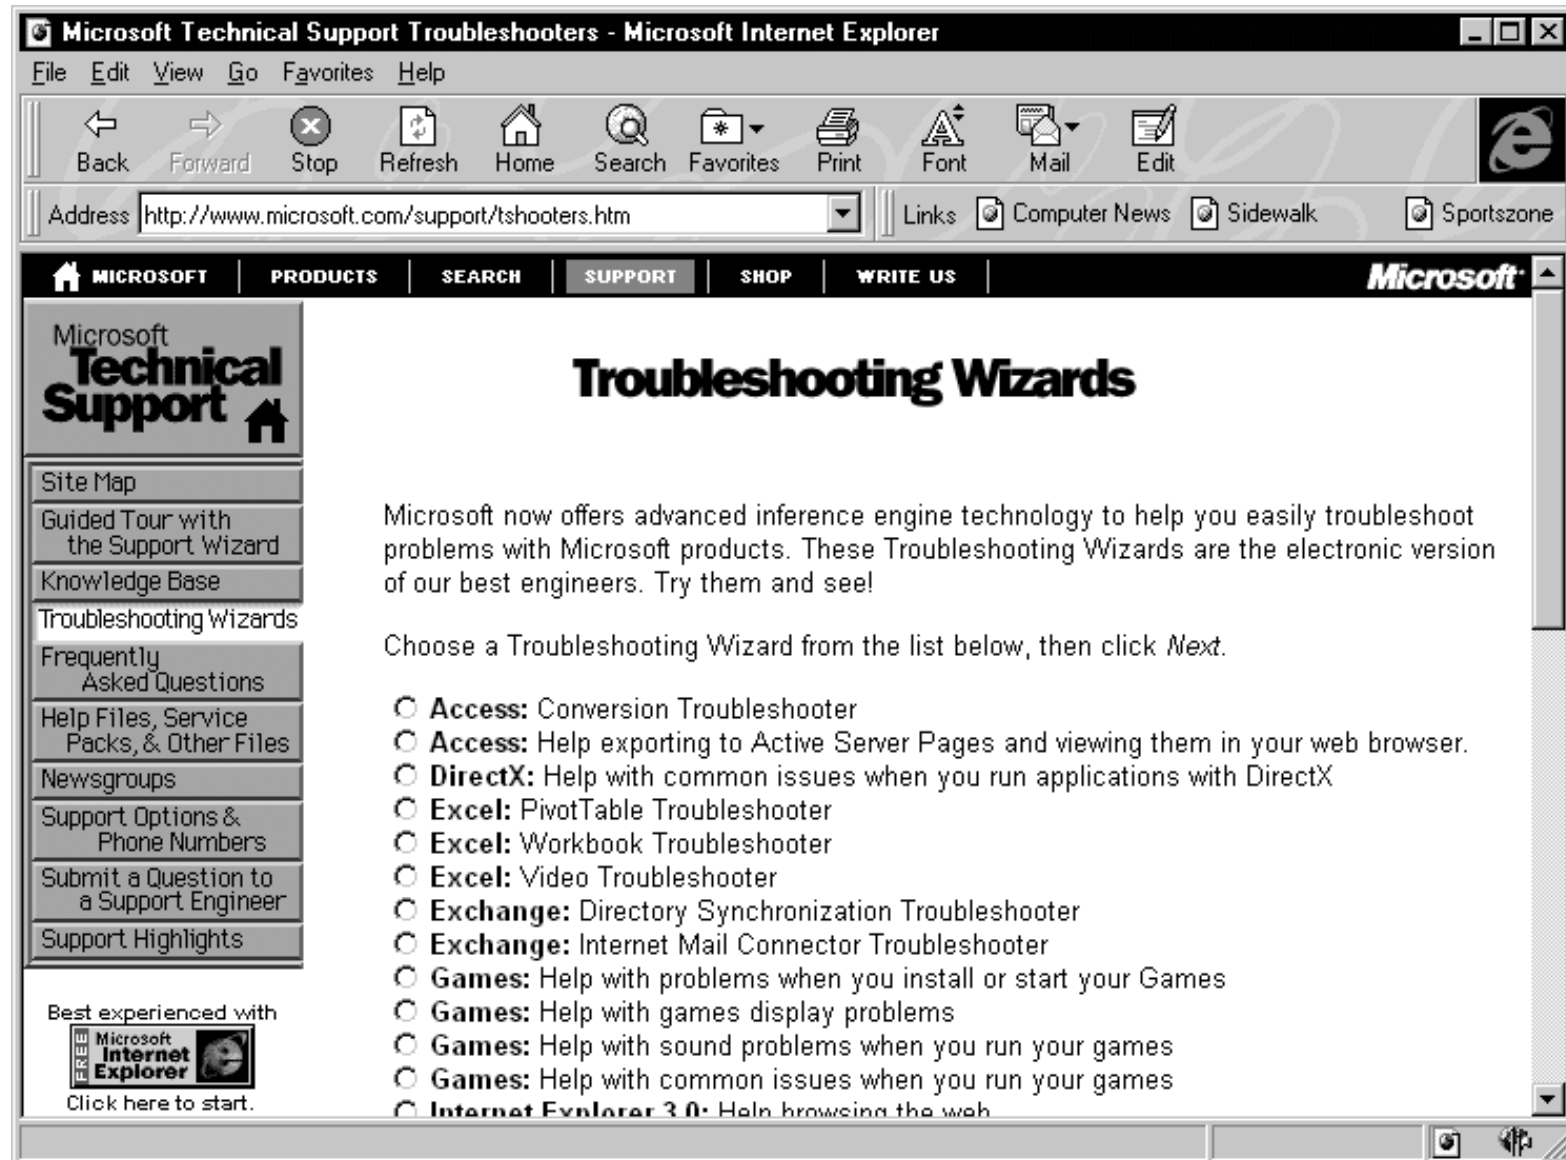 Microsoft Technical Support Troubleshooters - Microsoft Internet Explorer
File Edit View Go Favorites Help
Back Forward Stop Refresh Home Search Favorites Print Font Mail Edit
Address http://www.microsoft.com/support/tshooters.htm Links Computer News Sidewalk Sportszone
MICROSOFT PRODUCTS SEARCH SUPPORT SHOP WRITE US Microsoft
Microsoft
Technical
Support
Site Map
Guided Tour with
the Support Wizard
Knowledge Base
Troubleshooting Wizards
Frequently
Asked Questions
Help Files, Service
Packs, & Other Files
Newsgroups
Support Options &
Phone Numbers
Submit a Question to
a Support Engineer
Support Highlights
Best experienced with
FREE
Microsoft
Internet
Explorer
Click here to start.
Troubleshooting Wizards
Microsoft now offers advanced inference engine technology to help you easily troubleshoot
problems with Microsoft products. These Troubleshooting Wizards are the electronic version
of our best engineers. Try them and see!
Choose a Troubleshooting Wizard from the list below, then click Next.
Access: Conversion Troubleshooter
Access: Help exporting to Active Server Pages and viewing them in your web browser.
DirectX: Help with common issues when you run applications with DirectX
Excel: PivotTable Troubleshooter
Excel: Workbook Troubleshooter
Excel: Video Troubleshooter
Exchange: Directory Synchronization Troubleshooter
Exchange: Internet Mail Connector Troubleshooter
Games: Help with problems when you install or start your Games
Games: Help with games display problems
Games: Help with sound problems when you run your games
Games: Help with common issues when you run your games
Internet Explorer 3.0: Help browsing the web